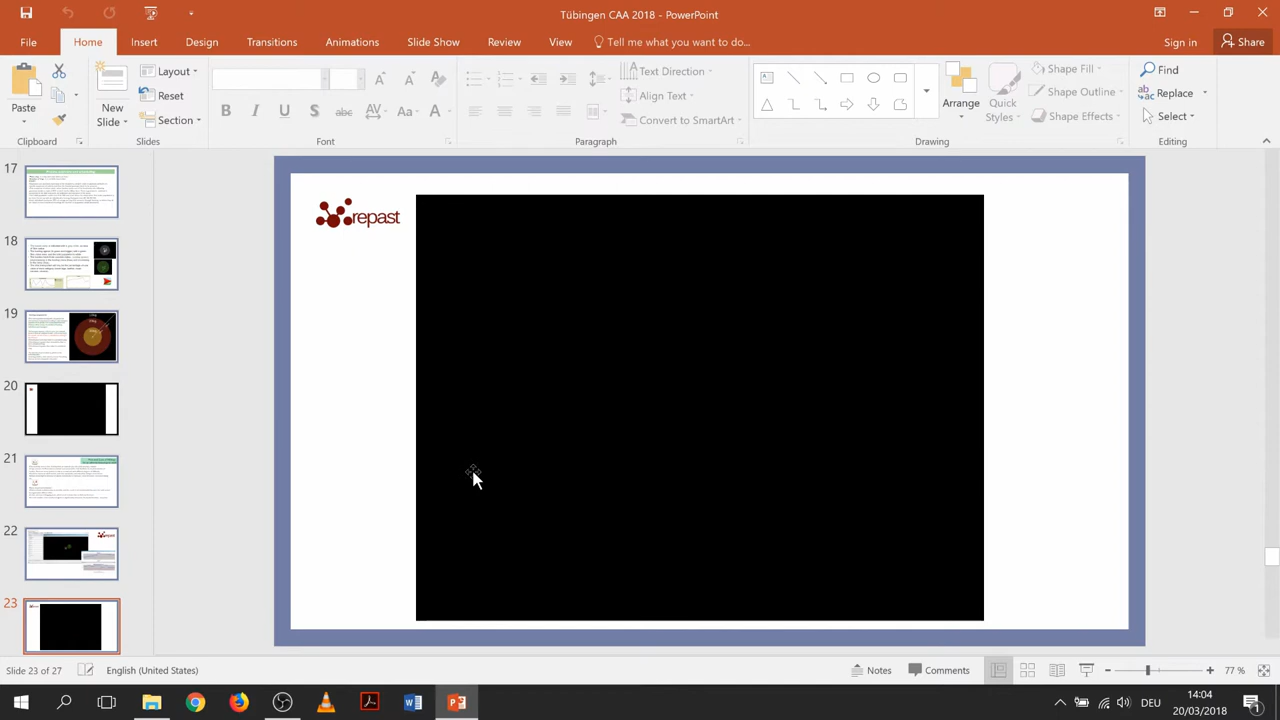 Tübingen CAA 2018 - PowerPoint
File Home Insert Design Transitions Animations Slide Show Review View Tell me what you want to do... Sign in Share
Paste
New
Slide
Layout
Reset
Section
B I U S abc AV Aa A
Text Direction
Align Text
Convert to SmartArt
Arrange
Quick
Styles
Shape Fill
Shape Outline
Shape Effects
Find
Replace
Select
Clipboard Slides Font Paragraph Drawing Editing
17
18
19
20
21
22
23
repast
Slide 23 of 27 English (United States) Notes Comments 77 %
DEU 14:04
20/03/2018